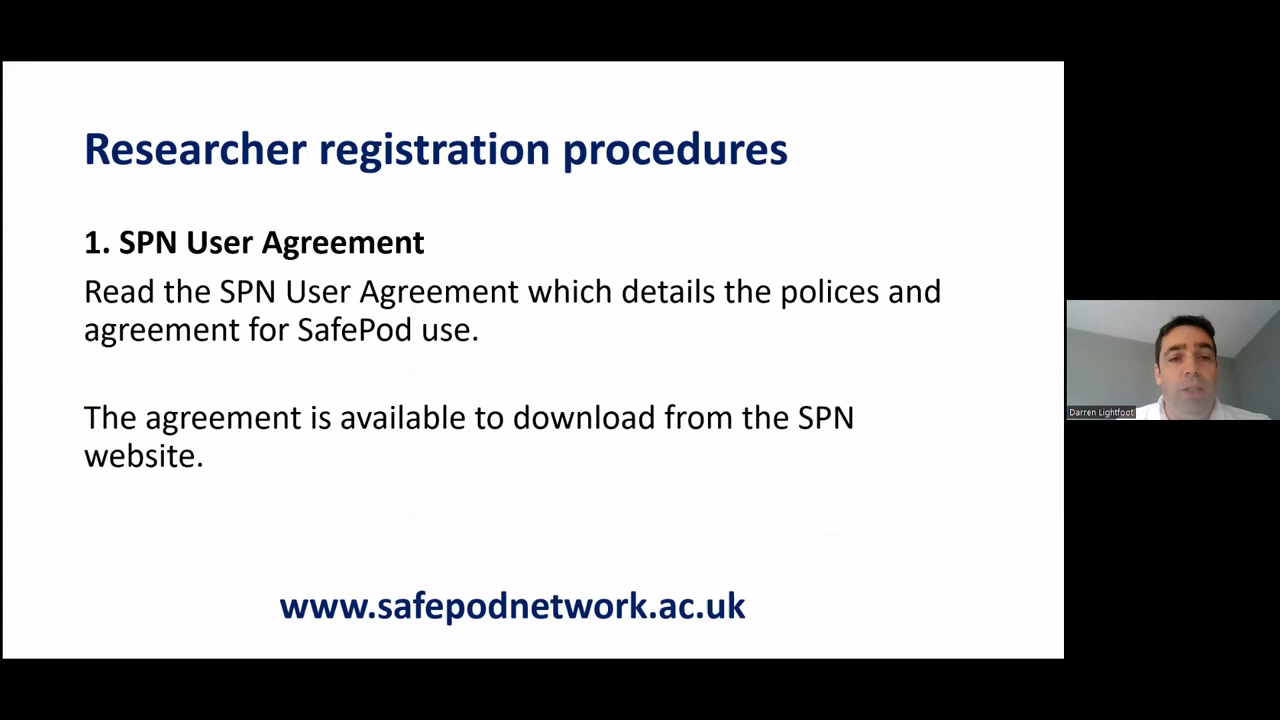 Researcher registration procedures
1. SPN User Agreement
Read the SPN User Agreement which details the polices and
agreement for SafePod use.
The agreement is available to download from the SPN
website.
www.safepodnetwork.ac.uk
Darren Lightfoot